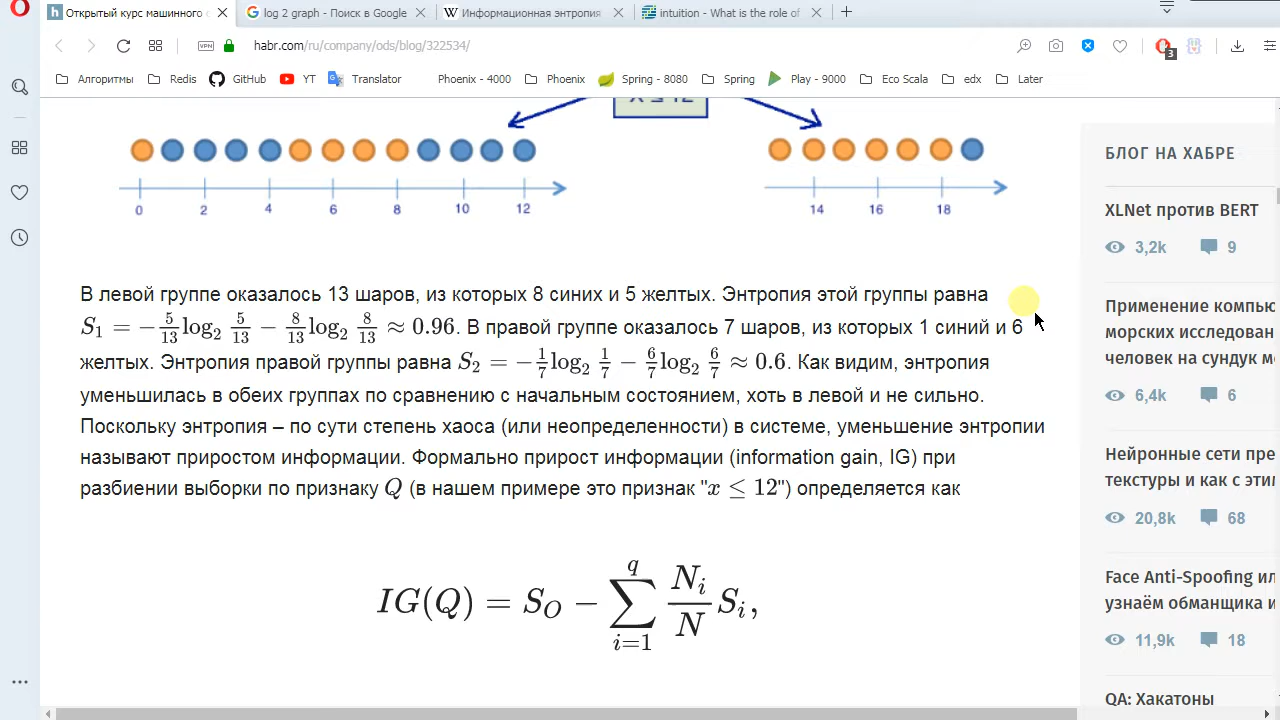 Открытый курс машинного о
log 2 graph - Поиск в Google
Информационная энтропия
intuition - What is the role of
VPN
habr.com/ru/company/ods/blog/322534/
3
Алгоритмы
Redis
GitHub
YT
Translator
Phoenix - 4000
Phoenix
Spring - 8080
Spring
Play - 9000
Eco Scala
edx
Later
0 2 4 6 8 10 12
14 16 18
В левой группе оказалось 13 шаров, из которых 8 синих и 5 желтых. Энтропия этой группы равна
S₁ = −5/13 log₂ 5/13 − 8/13 log₂ 8/13 ≈ 0.96. В правой группе оказалось 7 шаров, из которых 1 синий и 6
желтых. Энтропия правой группы равна S₂ = −1/7 log₂ 1/7 − 6/7 log₂ 6/7 ≈ 0.6. Как видим, энтропия
уменьшилась в обеих группах по сравнению с начальным состоянием, хоть в левой и не сильно.
Поскольку энтропия – по сути степень хаоса (или неопределенности) в системе, уменьшение энтропии
называют приростом информации. Формально прирост информации (information gain, IG) при
разбиении выборки по признаку Q (в нашем примере это признак "x ≤ 12") определяется как
IG(Q) = S_O − ∑_{i=1}^{q} N_i/N S_i,
БЛОГ НА ХАБРЕ
XLNet против BERT
3,2k 9
Применение компью
морских исследован
человек на сундук м
6,4k 6
Нейронные сети пре
текстуры и как с эти
20,8k 68
Face Anti-Spoofing ил
узнаём обманщика и
11,9k 18
QA: Хакатоны